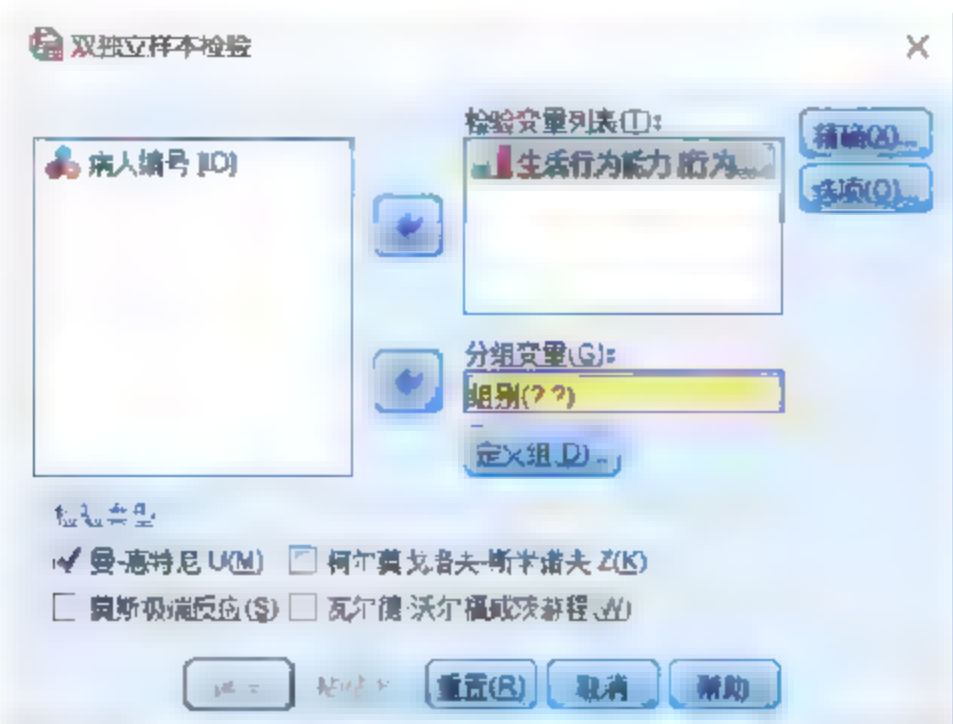 双独立样本检验
检验变量列表(T):
病人编号 [ID]
生活行为能力 [行为...
精确(X)...
选项(O)...
分组变量(G):
组别(? ?)
定义组(D)...
检验类型
曼-惠特尼 U(M)
柯尔莫戈洛夫-斯米诺夫 Z(K)
莫斯极端反应(S)
瓦尔德-沃尔福威茨游程(W)
重置(R)
取消
帮助